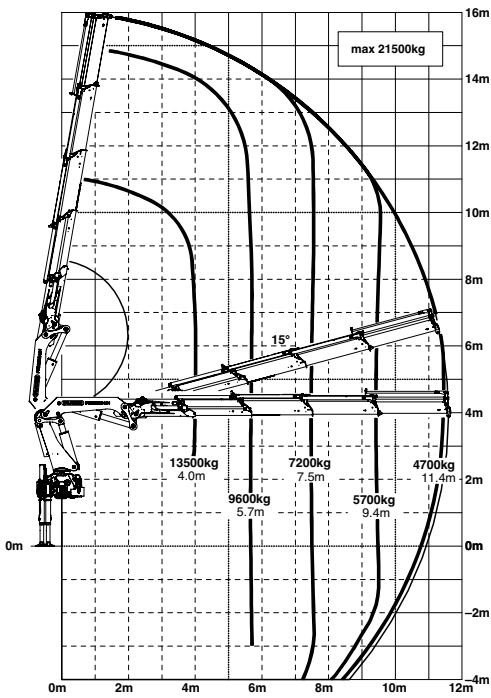 16m
max 21500kg
14m
12m
10m
8m
15°
6m
4m
13500kg
4.0m
7200kg
7.5m
4700kg
11.4m
2m
9600kg
5.7m
5700kg
9.4m
0m
0m
–2m
–4m
0m
2m
4m
6m
8m
10m
12m